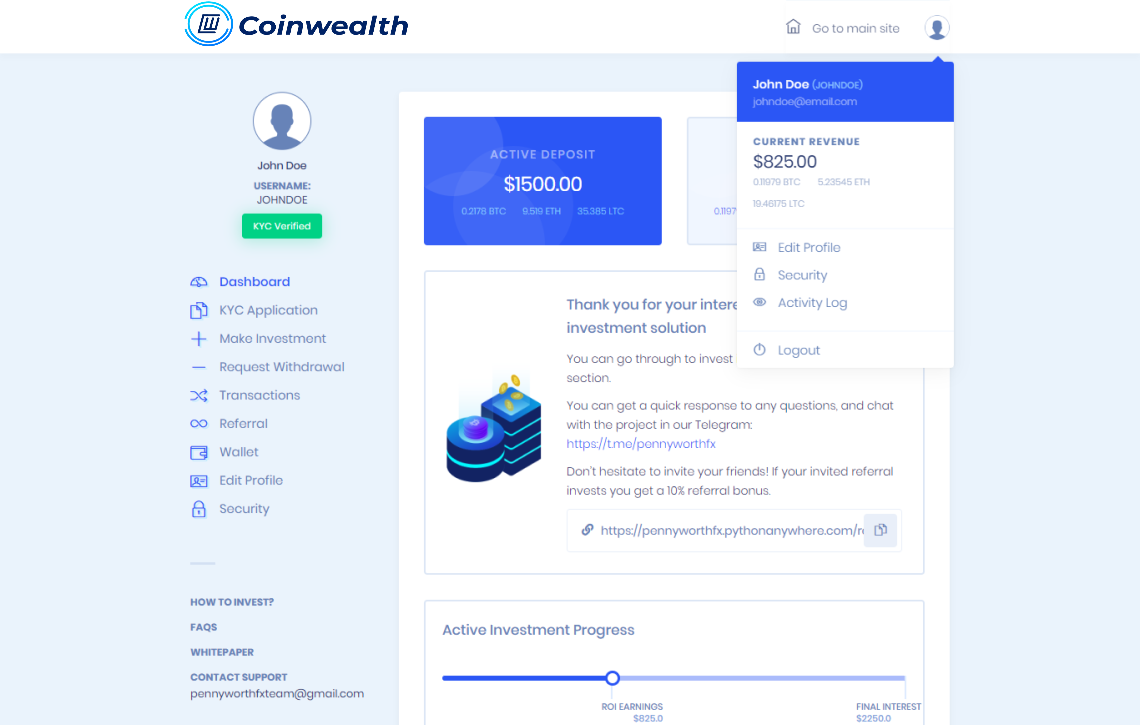 Coinwealth
Go to main site
John Doe (JOHNDOE)
johndoe@email.com
CURRENT REVENUE
$825.00
0.11979 BTC 5.23545 ETH
19.46175 LTC
Edit Profile
Security
Activity Log
Logout
John Doe
USERNAME:
JOHNDOE
KYC Verified
Dashboard
KYC Application
Make Investment
Request Withdrawal
Transactions
Referral
Wallet
Edit Profile
Security
HOW TO INVEST?
FAQS
WHITEPAPER
CONTACT SUPPORT
pennyworthfxteam@gmail.com
ACTIVE DEPOSIT
$1500.00
0.2178 BTC 9.519 ETH 35.385 LTC
0.1197
Thank you for your intere
investment solution
You can go through to invest
section.
You can get a quick response to any questions, and chat
with the project in our Telegram:
https://t.me/pennyworthfx
Don't hesitate to invite your friends! If your invited referral
invests you get a 10% referral bonus.
https://pennyworthfx.pythonanywhere.com/re
Active Investment Progress
ROI EARNINGS
$825.0
FINAL INTEREST
$2250.0